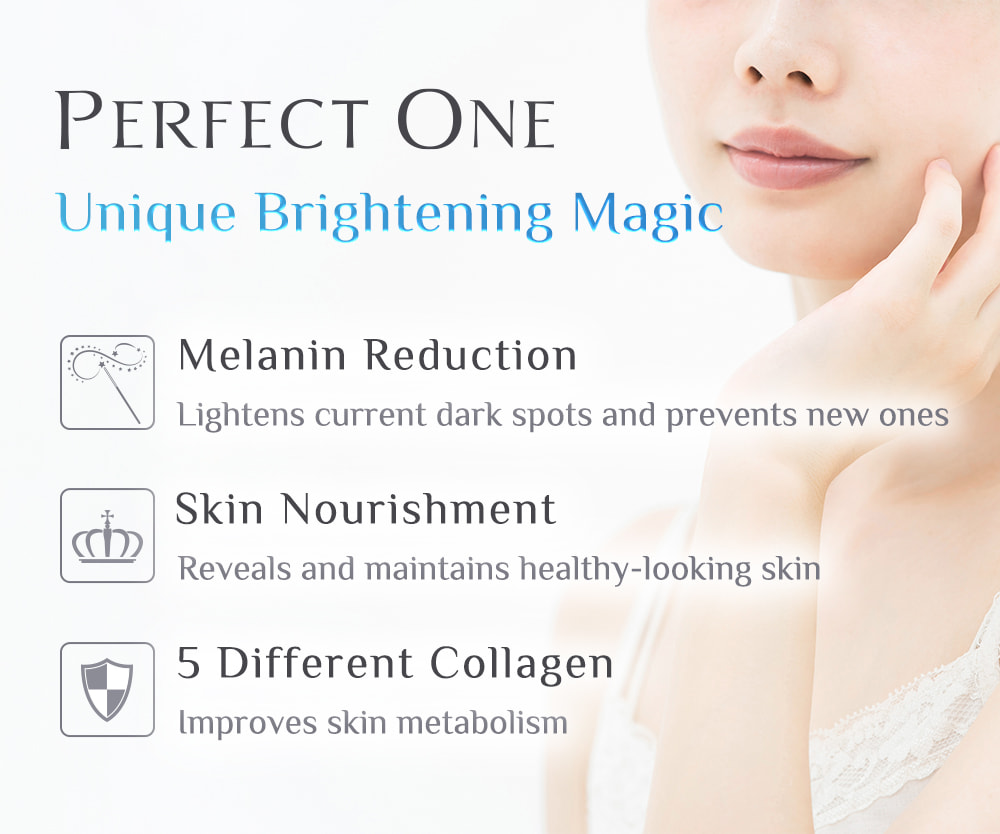 PERFECT ONE
Unique Brightening Magic
Melanin Reduction
Lightens current dark spots and prevents new ones
Skin Nourishment
Reveals and maintains healthy-looking skin
5 Different Collagen
Improves skin metabolism